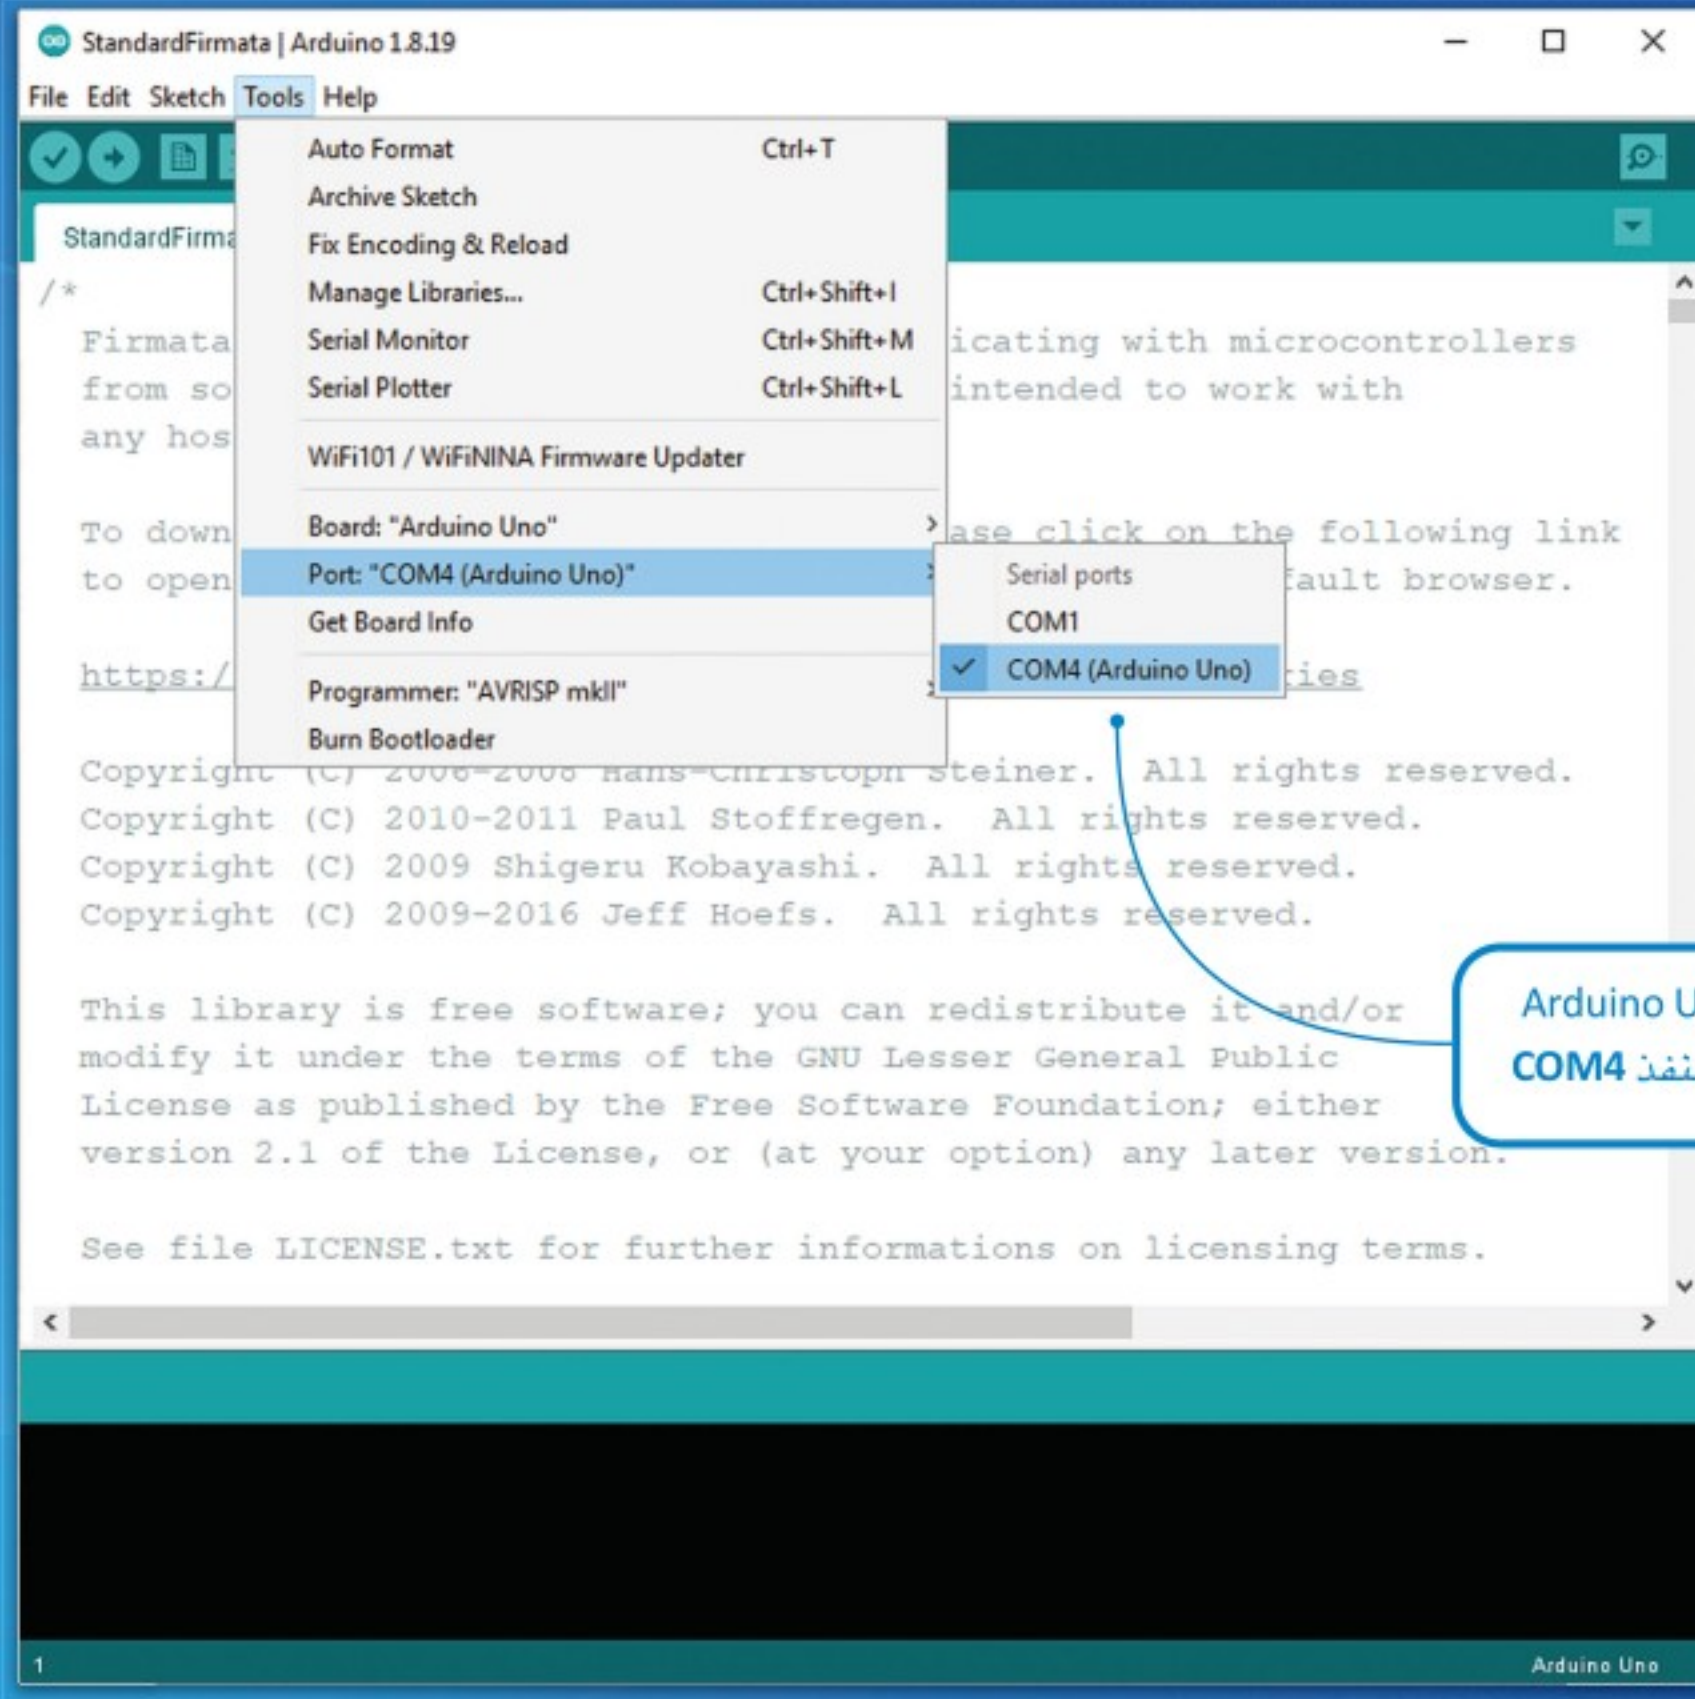 StandardFirmata | Arduino 1.8.19
File Edit Sketch Tools Help
Auto Format Ctrl+T
Archive Sketch
Fix Encoding & Reload
Manage Libraries... Ctrl+Shift+I
Serial Monitor Ctrl+Shift+M
Serial Plotter Ctrl+Shift+L
WiFi101 / WiFiNINA Firmware Updater
Board: "Arduino Uno"
Port: "COM4 (Arduino Uno)"
Get Board Info
Programmer: "AVRISP mkII"
Burn Bootloader
Serial ports
COM1
COM4 (Arduino Uno)
StandardFirma
/*
Firmata icating with microcontrollers
from so intended to work with
any hos
To down ase click on the following link
to open fault browser.
https:/ ries
Copyright (C) 2006-2008 Hans-Christoph Steiner. All rights reserved.
Copyright (C) 2010-2011 Paul Stoffregen. All rights reserved.
Copyright (C) 2009 Shigeru Kobayashi. All rights reserved.
Copyright (C) 2009-2016 Jeff Hoefs. All rights reserved.
This library is free software; you can redistribute it and/or
modify it under the terms of the GNU Lesser General Public
License as published by the Free Software Foundation; either
version 2.1 of the License, or (at your option) any later version.
See file LICENSE.txt for further informations on licensing terms.
Arduino U
نفذ COM4
1
Arduino Uno